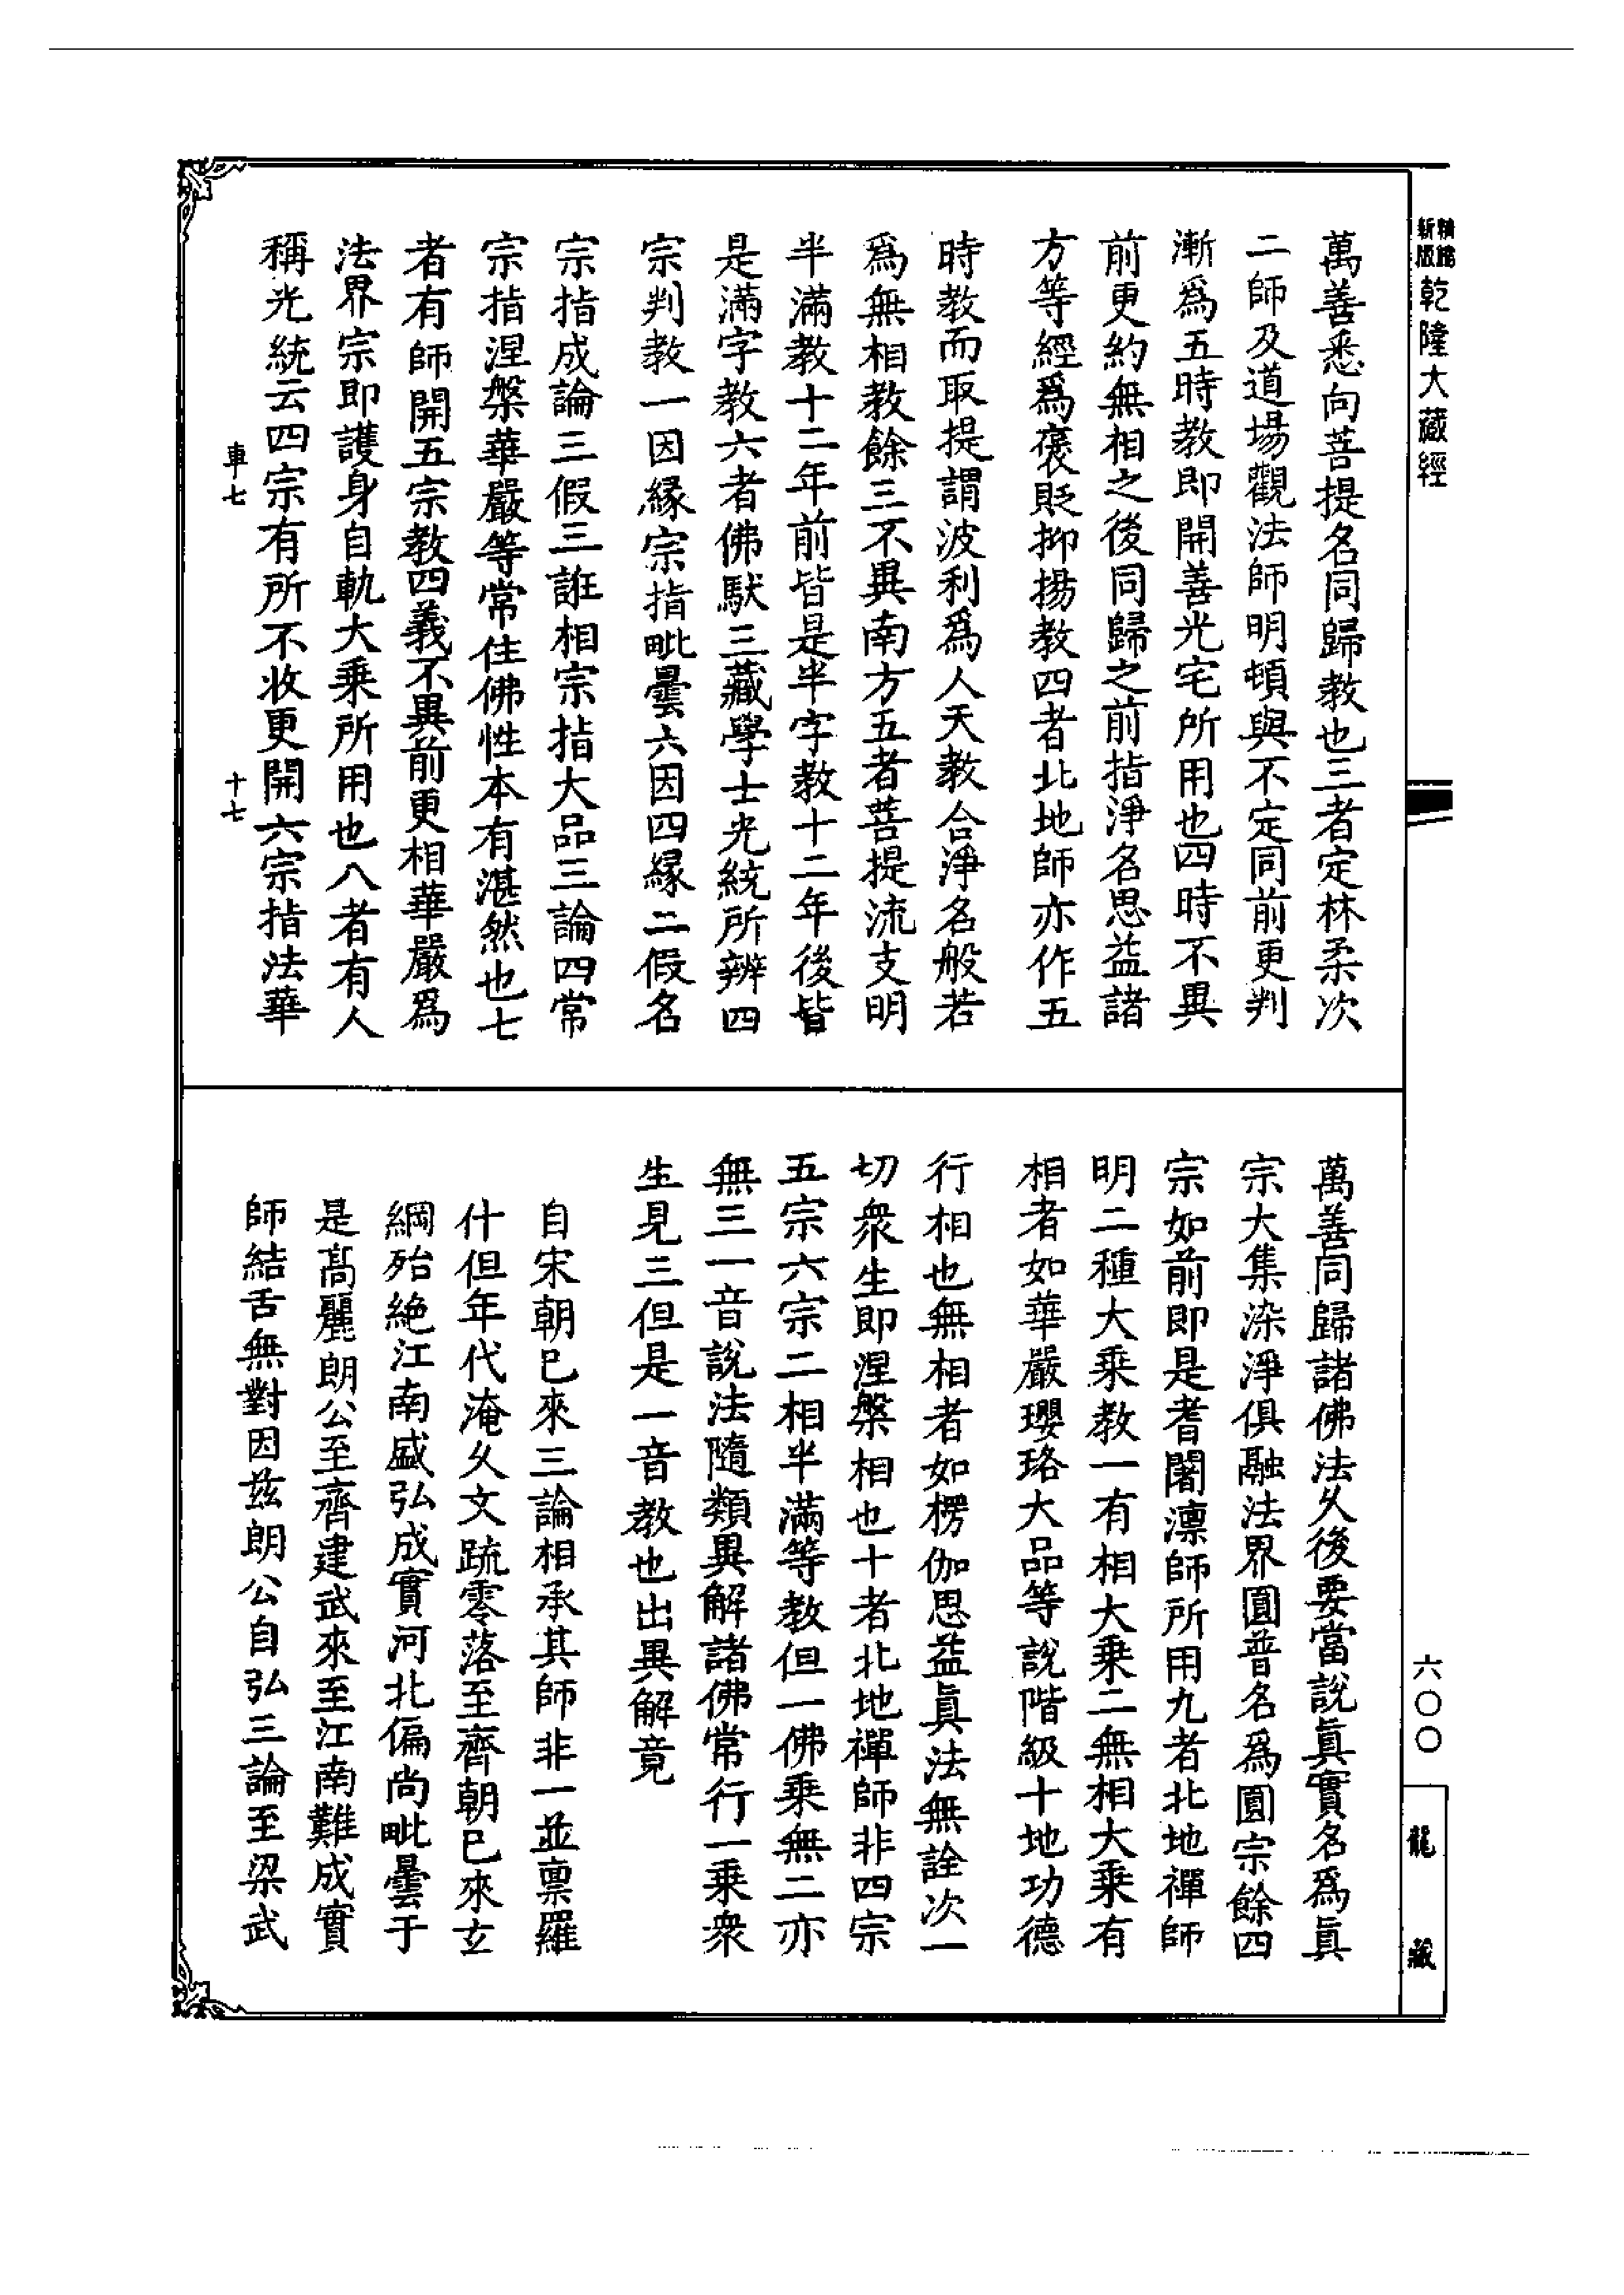 精縮
新版
乾隆大藏經
六〇〇
龍藏
萬善悉向菩提名同歸教也三者定林柔次
二師及道場觀法師明頓與不定同前更判
漸爲五時教即開善光宅所用也四時不異
前更約無相之後同歸之前指淨名思益諸
方等經爲褒貶抑揚教四者北地師亦作五
時教而取提謂波利爲人天教合淨名般若
爲無相教餘三不異南方五者菩提流支明
半滿教十二年前皆是半字教十二年後皆
是滿字教六者佛馱三藏學士光統所辨四
宗判教一因緣宗指毗曇六因四緣二假名
宗指成論三假三誑相宗指大品三論四常
宗指涅槃華嚴等常住佛性本有湛然也七
者有師開五宗教四義不異前更相華嚴爲
法界宗即護身自軌大乘所用也八者有人
稱光統云四宗有所不收更開六宗指法華
車七 十七
萬善同歸諸佛法久後要當說眞實名爲眞
宗大集染淨俱融法界圓普名爲圓宗餘四
宗如前即是耆闍凛師所用九者北地禪師
明二種大乘教一有相大乘二無相大乘有
相者如華嚴瓔珞大品等說階級十地功德
行相也無相者如楞伽思益眞法無詮次一
切衆生即涅槃相也十者北地禪師非四宗
五宗六宗二相半滿等教但一佛乘無二亦
無三一音說法隨類異解諸佛常行一乘衆
生見三但是一音教也出異解竟
自宋朝巳來三論相承其師非一並禀羅
什但年代淹久文疏零落至齊朝巳來玄
綱殆絶江南盛弘成實河北偏尚毗曇于
是髙麗朗公至齊建武來至江南難成實
師結舌無對因茲朗公自弘三論至梁武